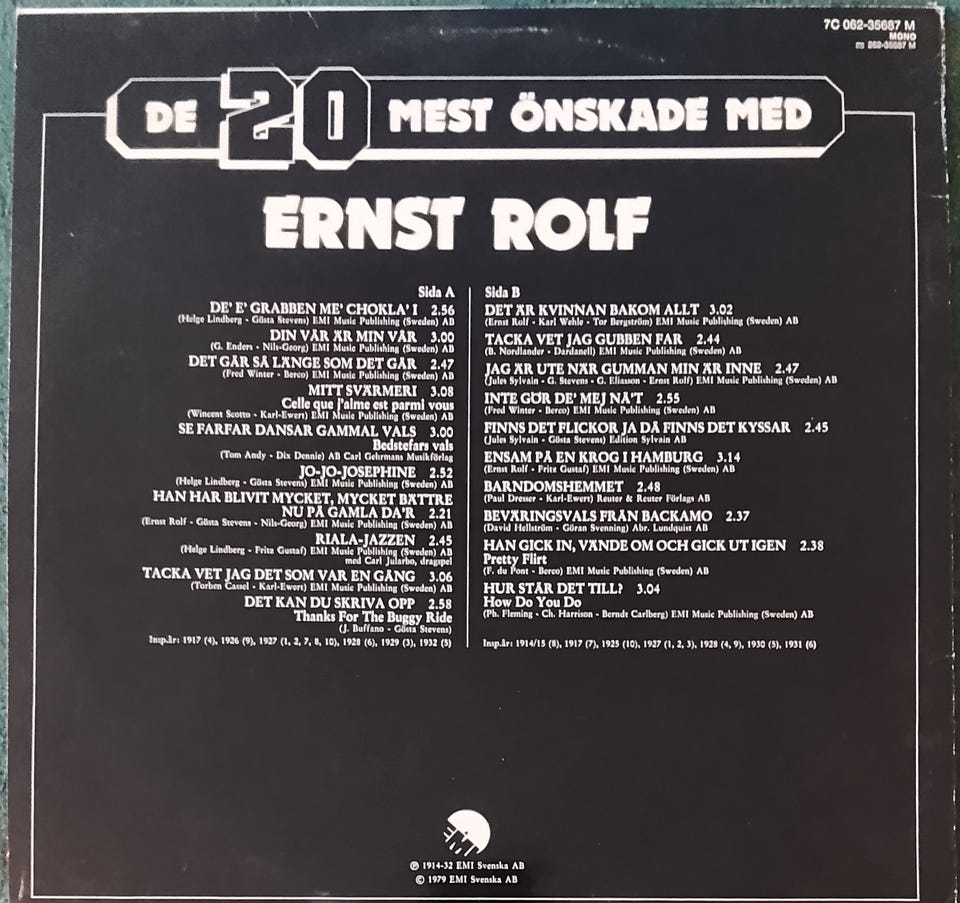 7C 062-35687 M
MONO
062-35687 M
DE 20 MEST ÖNSKADE MED
ERNST ROLF
Sida A
DE' E' GRABBEN ME' CHOKLA' I 2.56
(Helge Lindberg - Gösta Stevens) EMI Music Publishing (Sweden) AB
DIN VÅR ÄR MIN VÅR 3.00
(G. Enders - Nils-Georg) EMI Music Publishing (Sweden) AB
DET GÅR SÅ LÄNGE SOM DET GÅR 2.47
(Fred Winter - Berco) EMI Music Publishing (Sweden) AB
MITT SVÄRMERI 3.08
Celle que j'aime est parmi vous
(Wincent Scotto - Karl-Ewert) EMI Music Publishing (Sweden) AB
SE FARFAR DANSAR GAMMAL VALS 3.00
Bedstefars vals
(Tom Andy - Dix Dennie) AB Carl Gehrmans Musikförlag
JO-JO-JOSEPHINE 2.52
(Helge Lindberg - Gösta Stevens) EMI Music Publishing (Sweden) AB
HAN HAR BLIVIT MYCKET, MYCKET BÄTTRE
NU PÅ GAMLA DA'R 2.21
(Ernst Rolf - Gösta Stevens - Nils-Georg) EMI Music Publishing (Sweden) AB
RIALA-JAZZEN 2.45
(Helge Lindberg - Fritz Gustaf) EMI Music Publishing (Sweden) AB
med Carl Jularbo, dragspel
TACKA VET JAG DET SOM VAR EN GÅNG 3.06
(Torben Cassel - Karl-Ewert) EMI Music Publishing (Sweden) AB
DET KAN DU SKRIVA OPP 2.58
Thanks For The Buggy Ride
(J. Buffano - Gösta Stevens)
Insp.år: 1917 (4), 1926 (9), 1927 (1, 2, 7, 8, 10), 1928 (6), 1929 (3), 1932 (5)
Sida B
DET ÄR KVINNAN BAKOM ALLT 3.02
(Ernst Rolf - Karl Wehle - Tor Bergström) EMI Music Publishing (Sweden) AB
TACKA VET JAG GUBBEN FAR 2.44
(B. Nordlander - Dardanell) EMI Music Publishing (Sweden) AB
JAG ÄR UTE NÄR GUMMAN MIN ÄR INNE 2.47
(Jules Sylvain - G. Stevens - G. Eliasson - Ernst Rolf) EMI Music Publishing (Sweden) AB
INTE GÖR DE' MEJ NÅ'T 2.55
(Fred Winter - Berco) EMI Music Publishing (Sweden) AB
FINNS DET FLICKOR JA DÅ FINNS DET KYSSAR 2.45
(Jules Sylvain - Gösta Stevens) Edition Sylvain AB
ENSAM PÅ EN KROG I HAMBURG 3.14
(Ernst Rolf - Fritz Gustaf) EMI Music Publishing (Sweden) AB
BARNDOMSHEMMET 2.48
(Paul Dresser - Karl-Ewert) Reuter & Reuter Förlags AB
BEVÄRINGSVALS FRÅN BACKAMO 2.37
(David Hellström - Göran Svenning) Abr. Lundquist AB
HAN GICK IN, VÄNDE OM OCH GICK UT IGEN 2.38
Pretty Flirt
(F. du Pont - Berco) EMI Music Publishing (Sweden) AB
HUR STÅR DET TILL? 3.04
How Do You Do
(Ph. Fleming - Ch. Harrison - Berndt Carlberg) EMI Music Publishing (Sweden) AB
Insp.år: 1914/15 (8), 1917 (7), 1925 (10), 1927 (1, 2, 3), 1928 (4, 9), 1930 (5), 1931 (6)
EMI
℗ 1914-32 EMI Svenska AB
© 1979 EMI Svenska AB